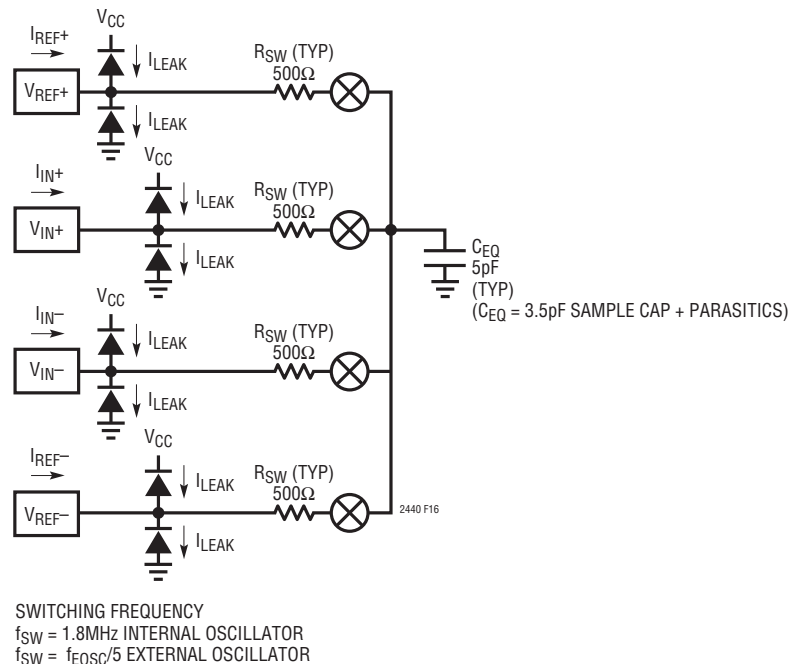 VCC
IREF+
ILEAK
RSW (TYP)
500Ω
VREF+
ILEAK
VCC
IIN+
ILEAK
RSW (TYP)
500Ω
VIN+
ILEAK
CEQ
5pF
(TYP)
(CEQ = 3.5pF SAMPLE CAP + PARASITICS)
VCC
IIN–
ILEAK
RSW (TYP)
500Ω
VIN–
ILEAK
VCC
IREF–
ILEAK
RSW (TYP)
500Ω
VREF–
ILEAK
2440 F16
SWITCHING FREQUENCY
fSW = 1.8MHz INTERNAL OSCILLATOR
fSW = fEOSC/5 EXTERNAL OSCILLATOR